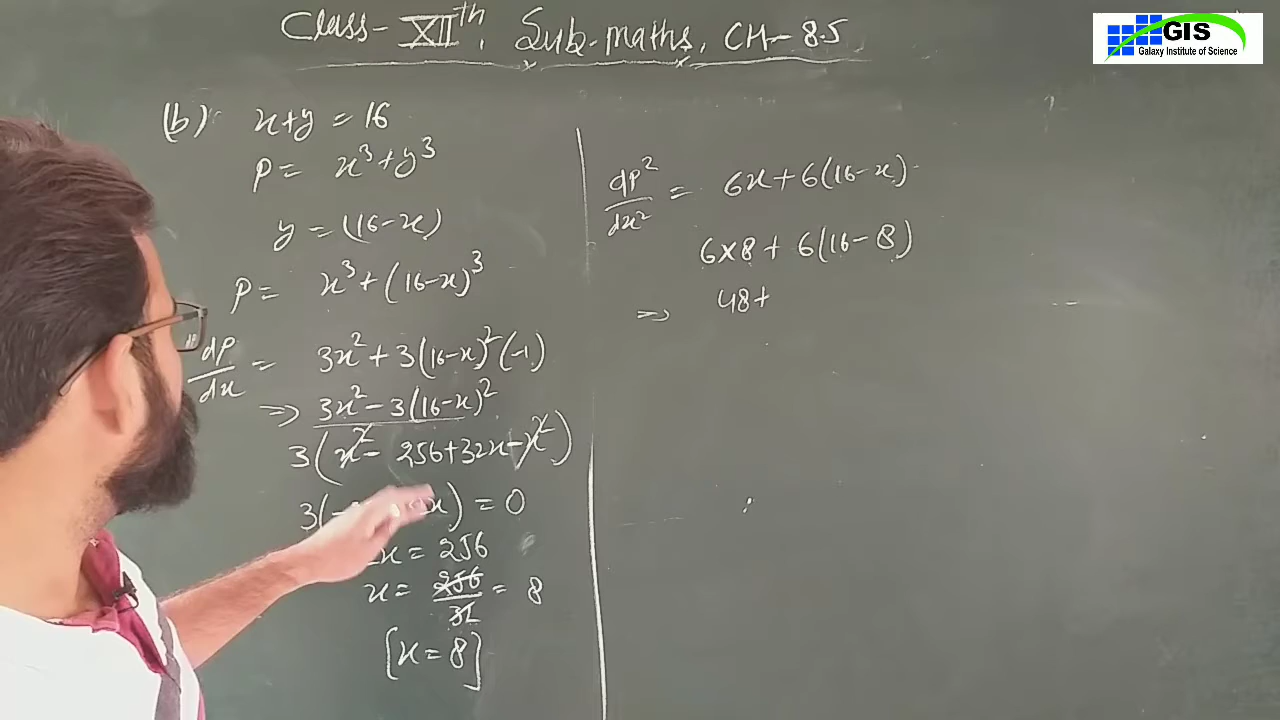 Class-XIIth, Sub-maths, CH-8.5
GIS
Galaxy Institute of Science
(b) x+y = 16
P = x³+y³
y = (16-x)
P = x³+(16-x)³
dP/dx = 3x²+3(16-x)²(-1)
=> 3x²-3(16-x)²
3(x²-256+32x-x²)
3(- x) = 0
x = 256
x = 256/32 = 8
[x=8]
dP²/dx² = 6x+6(16-x)
6×8+6(16-8)
=> 48+